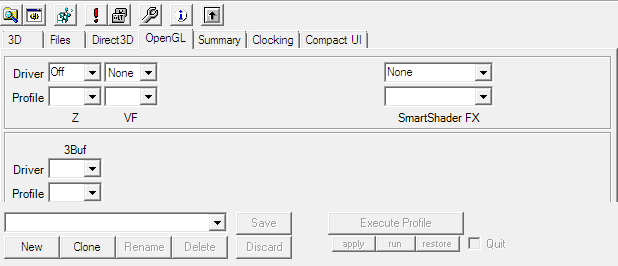 3D Files Direct3D OpenGL Summary Clocking Compact UI
Driver Off None None
Profile
Z VF SmartShader FX
3Buf
Driver
Profile
Save Execute Profile
New Clone Rename Delete Discard apply run restore Quit